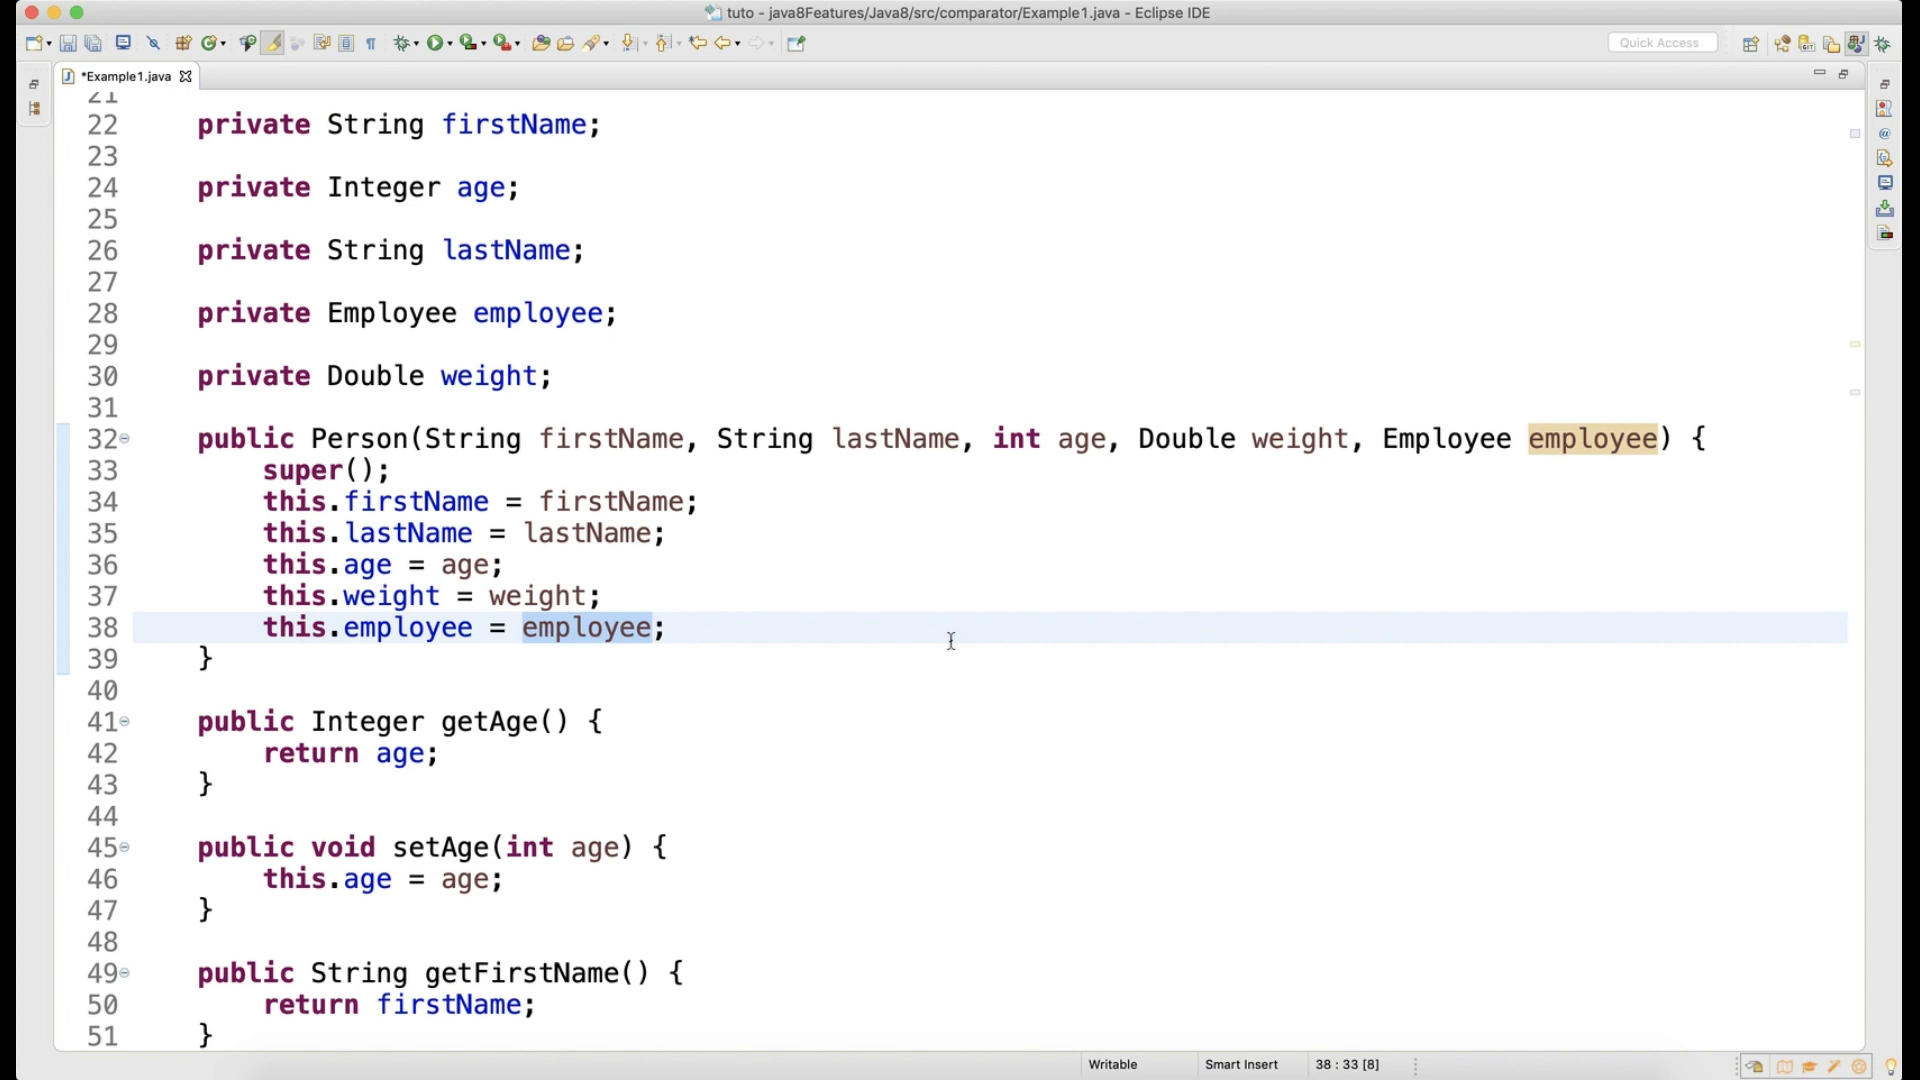 tuto - java8Features/Java8/src/comparator/Example1.java - Eclipse IDE
Quick Access
*Example1.java
21
22 private String firstName;
23
24 private Integer age;
25
26 private String lastName;
27
28 private Employee employee;
29
30 private Double weight;
31
32 public Person(String firstName, String lastName, int age, Double weight, Employee employee) {
33 super();
34 this.firstName = firstName;
35 this.lastName = lastName;
36 this.age = age;
37 this.weight = weight;
38 this.employee = employee;
39 }
40
41 public Integer getAge() {
42 return age;
43 }
44
45 public void setAge(int age) {
46 this.age = age;
47 }
48
49 public String getFirstName() {
50 return firstName;
51 }
Writable Smart Insert 38 : 33 [8]